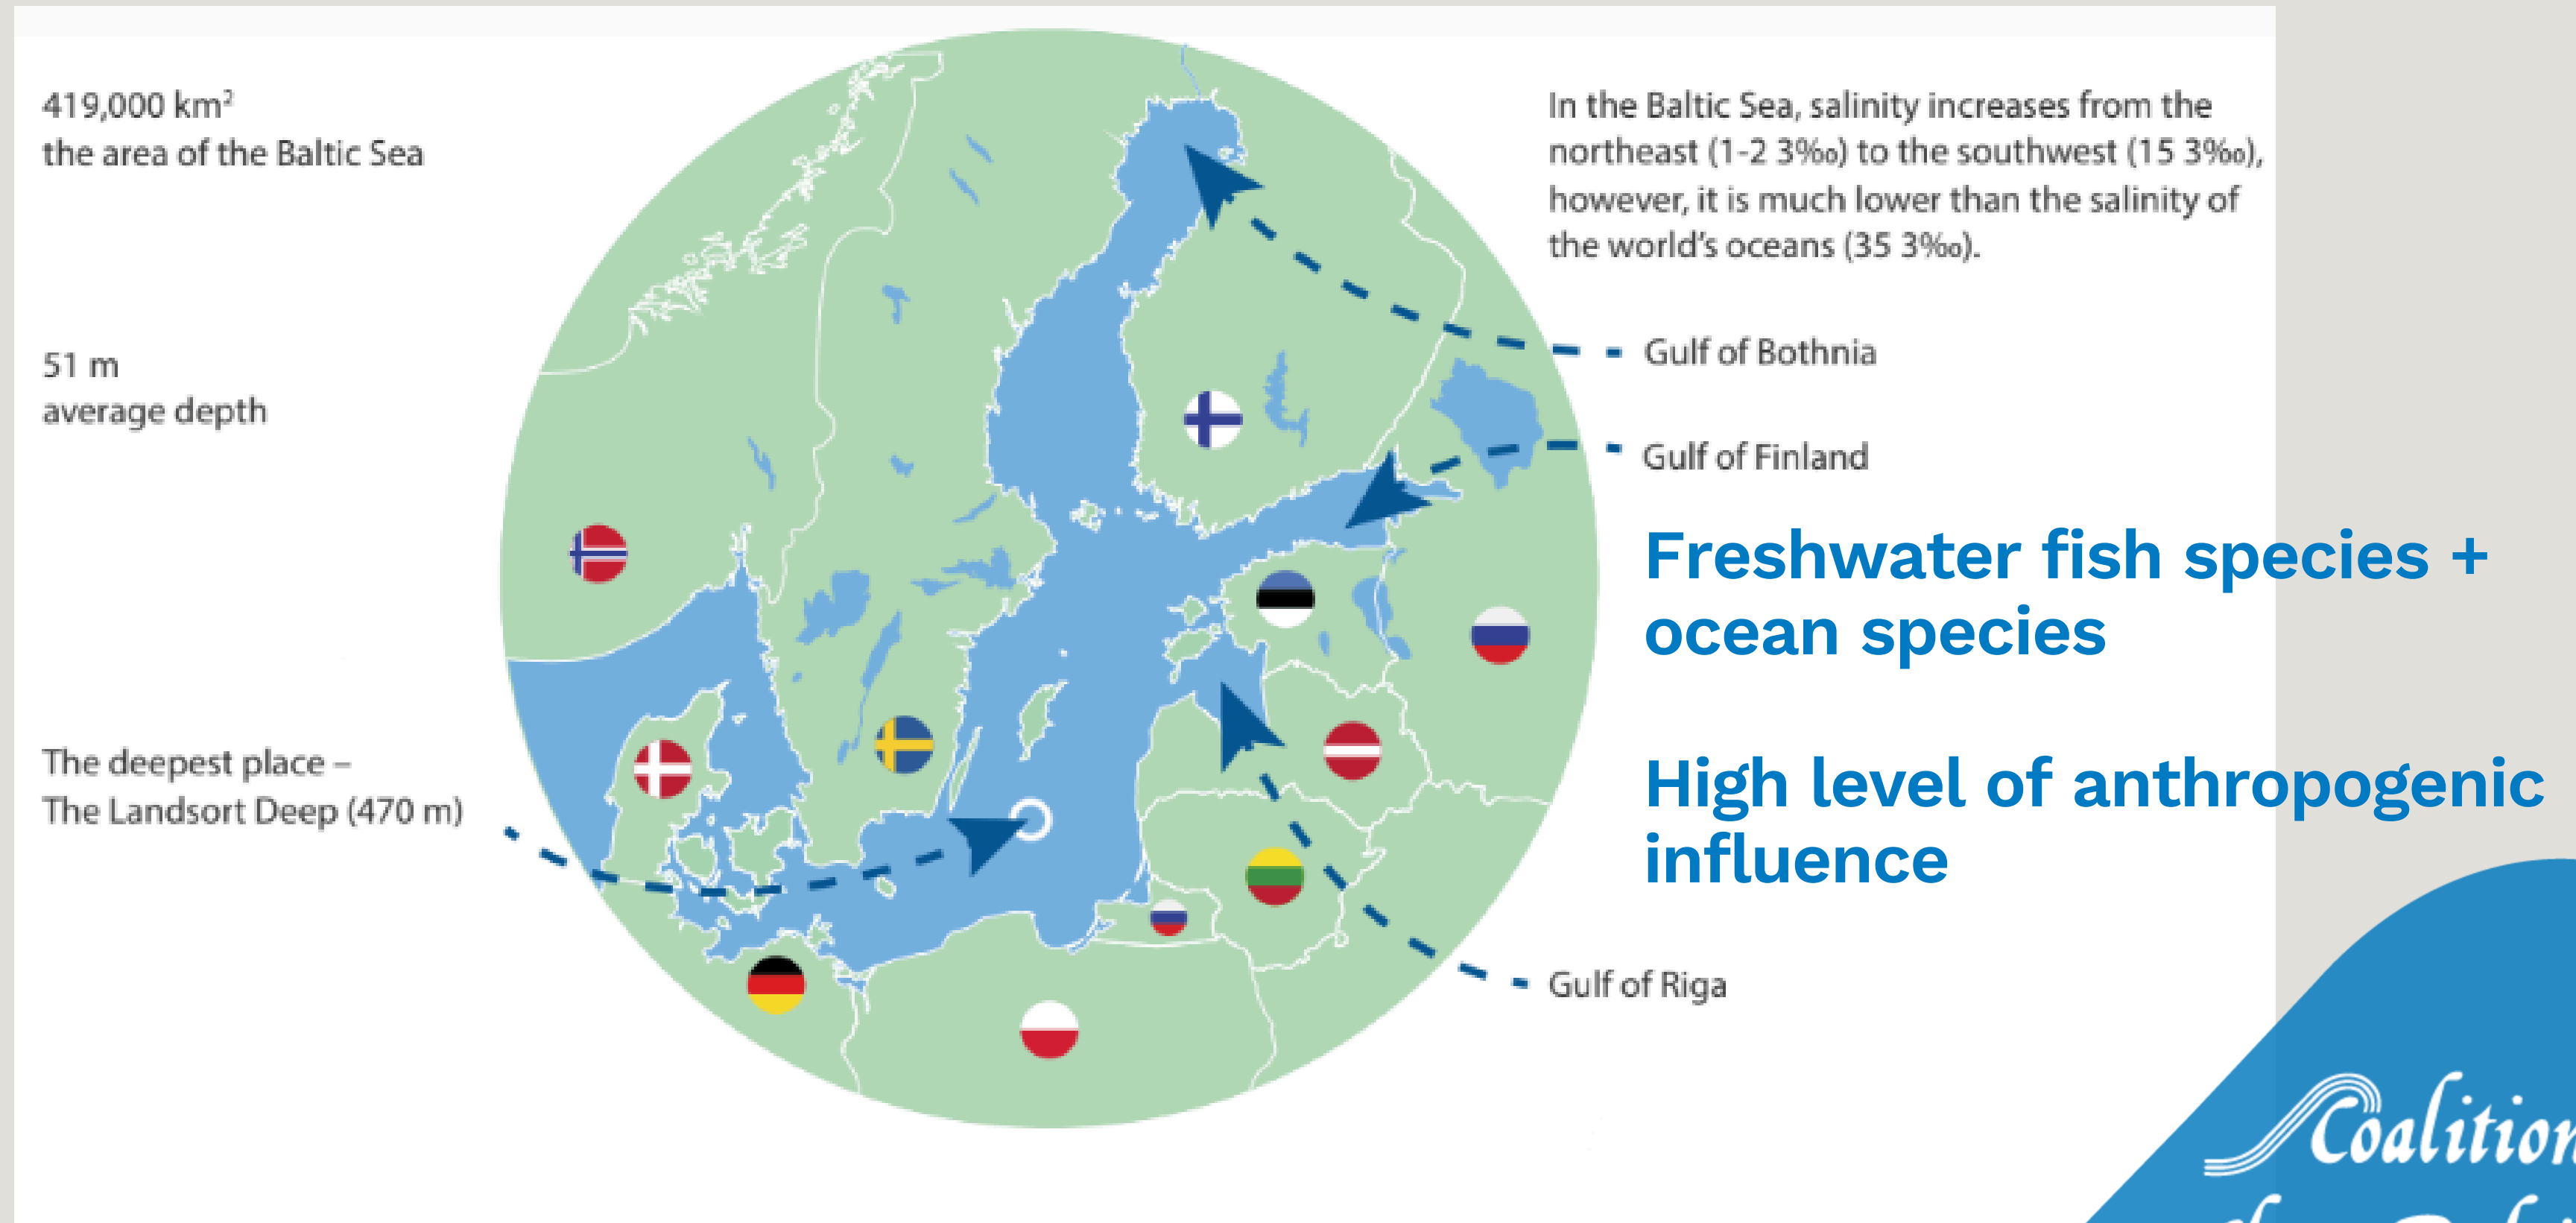 419,000 km²
the area of the Baltic Sea
51 m
average depth
The deepest place –
The Landsort Deep (470 m)
In the Baltic Sea, salinity increases from the
northeast (1-2 3‰) to the southwest (15 3‰),
however, it is much lower than the salinity of
the world's oceans (35 3‰).
Gulf of Bothnia
Gulf of Finland
Freshwater fish species +
ocean species
High level of anthropogenic
influence
Gulf of Riga
Coalition